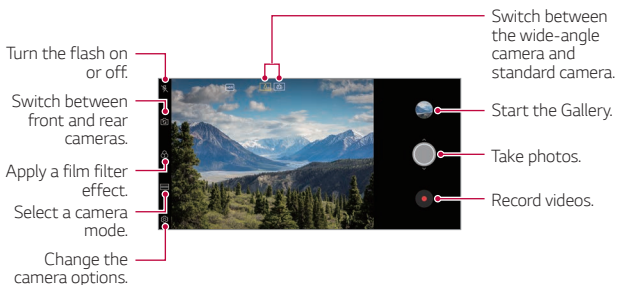 Turn the flash on
or off.
Switch between
front and rear
cameras.
Apply a film filter
effect.
Select a camera
mode.
Change the
camera options.
Switch between
the wide-angle
camera and
standard camera.
Start the Gallery.
Take photos.
Record videos.